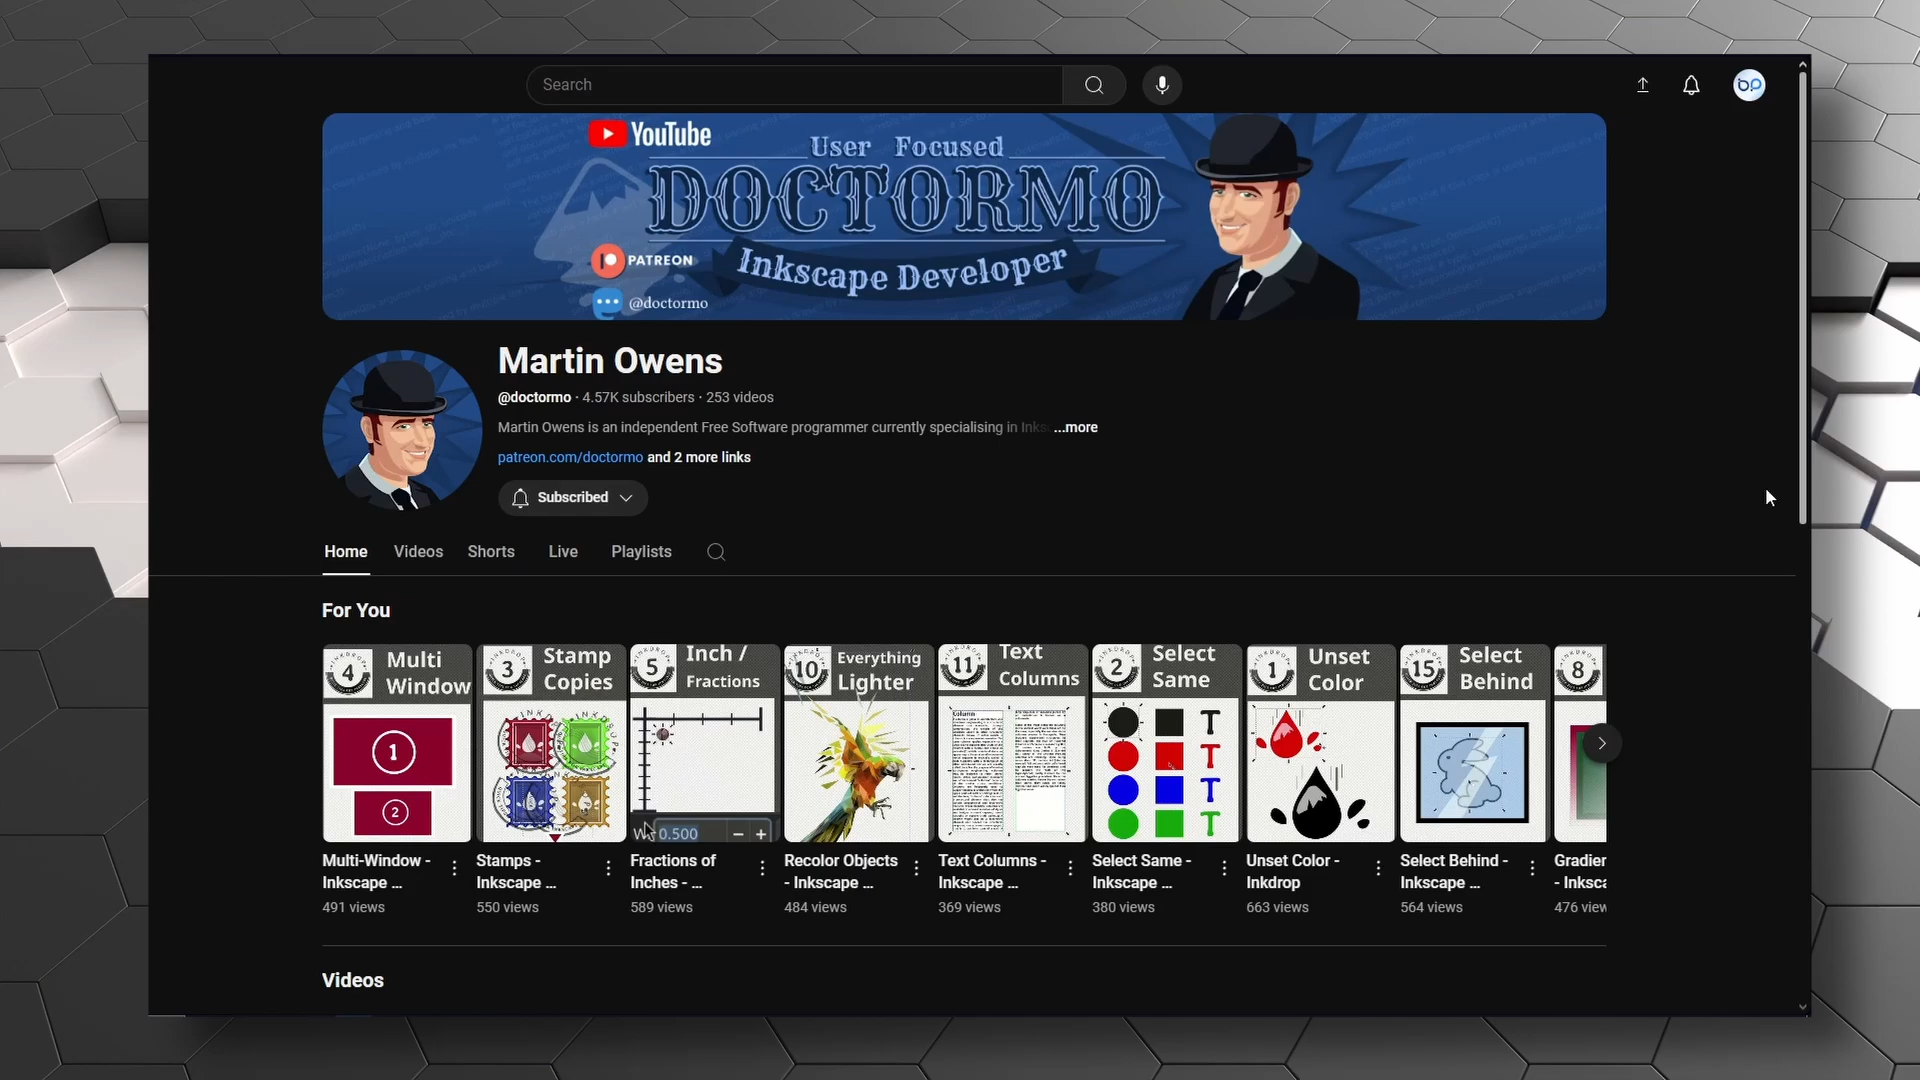 Search
YouTube
User Focused
DOCTORMO
PATREON
Inkscape Developer
@doctormo
Martin Owens
@doctormo · 4.57K subscribers · 253 videos
Martin Owens is an independent Free Software programmer currently specialising in Inks ...more
patreon.com/doctormo and 2 more links
Subscribed
Home Videos Shorts Live Playlists
For You
4 Multi Window
3 Stamp Copies
5 Inch / Fractions
10 Everything Lighter
11 Text Columns
2 Select Same
1 Unset Color
15 Select Behind
8
1
2
W 0.500 − +
Column
T
T
T
T
Multi-Window - Inkscape ...
491 views
Stamps - Inkscape ...
550 views
Fractions of Inches - ...
589 views
Recolor Objects - Inkscape ...
484 views
Text Columns - Inkscape ...
369 views
Select Same - Inkscape ...
380 views
Unset Color - Inkdrop
663 views
Select Behind - Inkscape ...
564 views
Gradien - Inksca
476 view
Videos